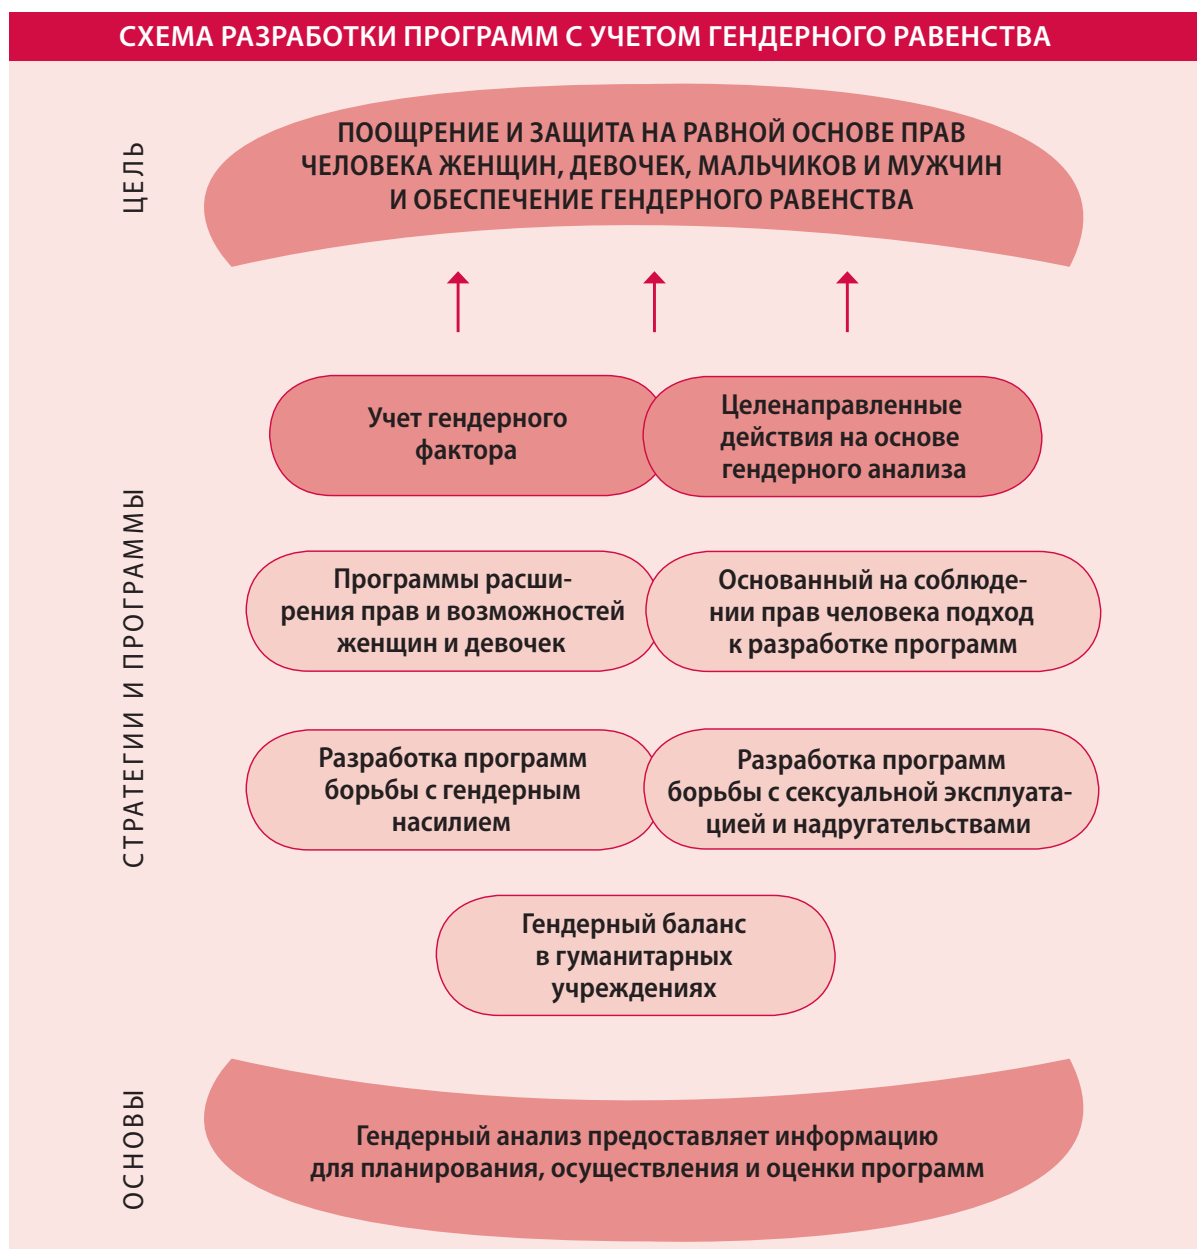 СХЕМА РАЗРАБОТКИ ПРОГРАММ С УЧЕТОМ ГЕНДЕРНОГО РАВЕНСТВА
ЦЕЛЬ
ПООЩРЕНИЕ И ЗАЩИТА НА РАВНОЙ ОСНОВЕ ПРАВ
ЧЕЛОВЕКА ЖЕНЩИН, ДЕВОЧЕК, МАЛЬЧИКОВ И МУЖЧИН
И ОБЕСПЕЧЕНИЕ ГЕНДЕРНОГО РАВЕНСТВА
СТРАТЕГИИ И ПРОГРАММЫ
Учет гендерного
фактора
Целенаправленные
действия на основе
гендерного анализа
Программы расши-
рения прав и возможностей
женщин и девочек
Основанный на соблюде-
нии прав человека подход
к разработке программ
Разработка программ
борьбы с гендерным
насилием
Разработка программ
борьбы с сексуальной эксплуата-
цией и надругательствами
Гендерный баланс
в гуманитарных
учреждениях
ОСНОВЫ
Гендерный анализ предоставляет информацию
для планирования, осуществления и оценки программ